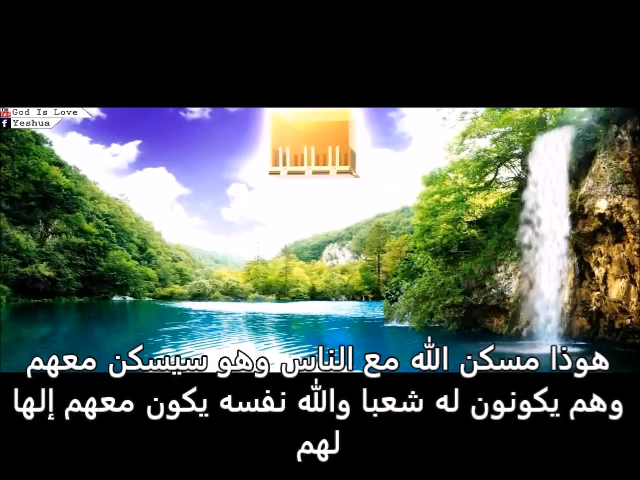 God Is Love
Yeshua
هوذا مسكن الله مع الناس وهو سيسكن معهم
وهم يكونون له شعبا والله نفسه يكون معهم إلها
لهم